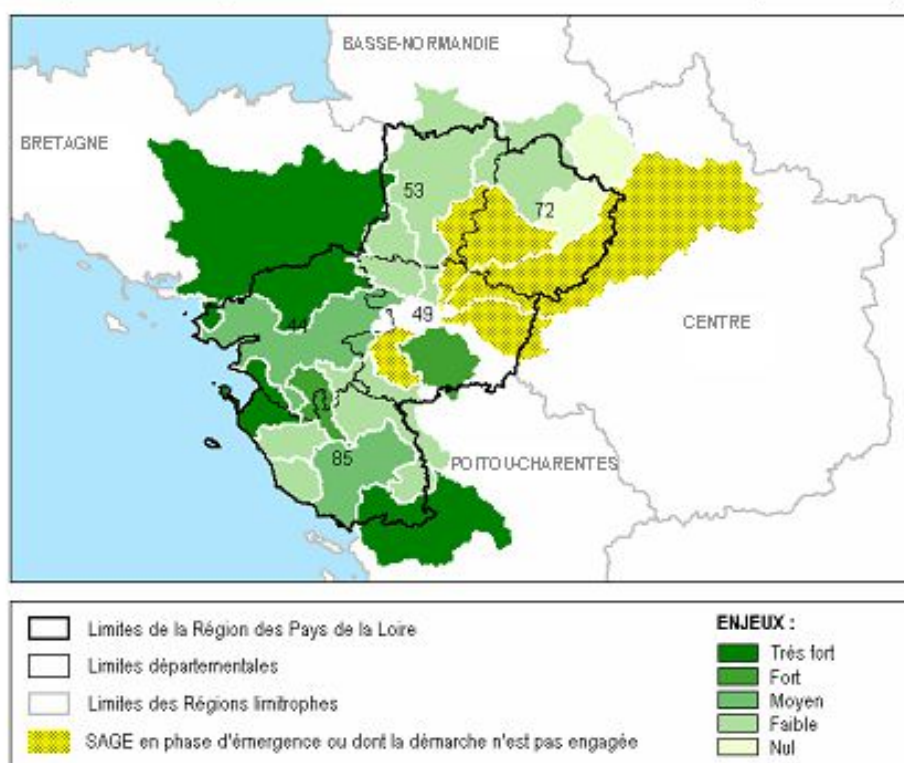 BASSE-NORMANDIE
BRETAGNE
53
72
49
44
CENTRE
85
POITOU-CHARENTES
Limites de la Région des Pays de la Loire
Limites départementales
Limites des Régions limitrophes
SAGE en phase d'émergence ou dont la démarche n'est pas engagée
ENJEUX :
Trés fort
Fort
Moyen
Faible
Nul